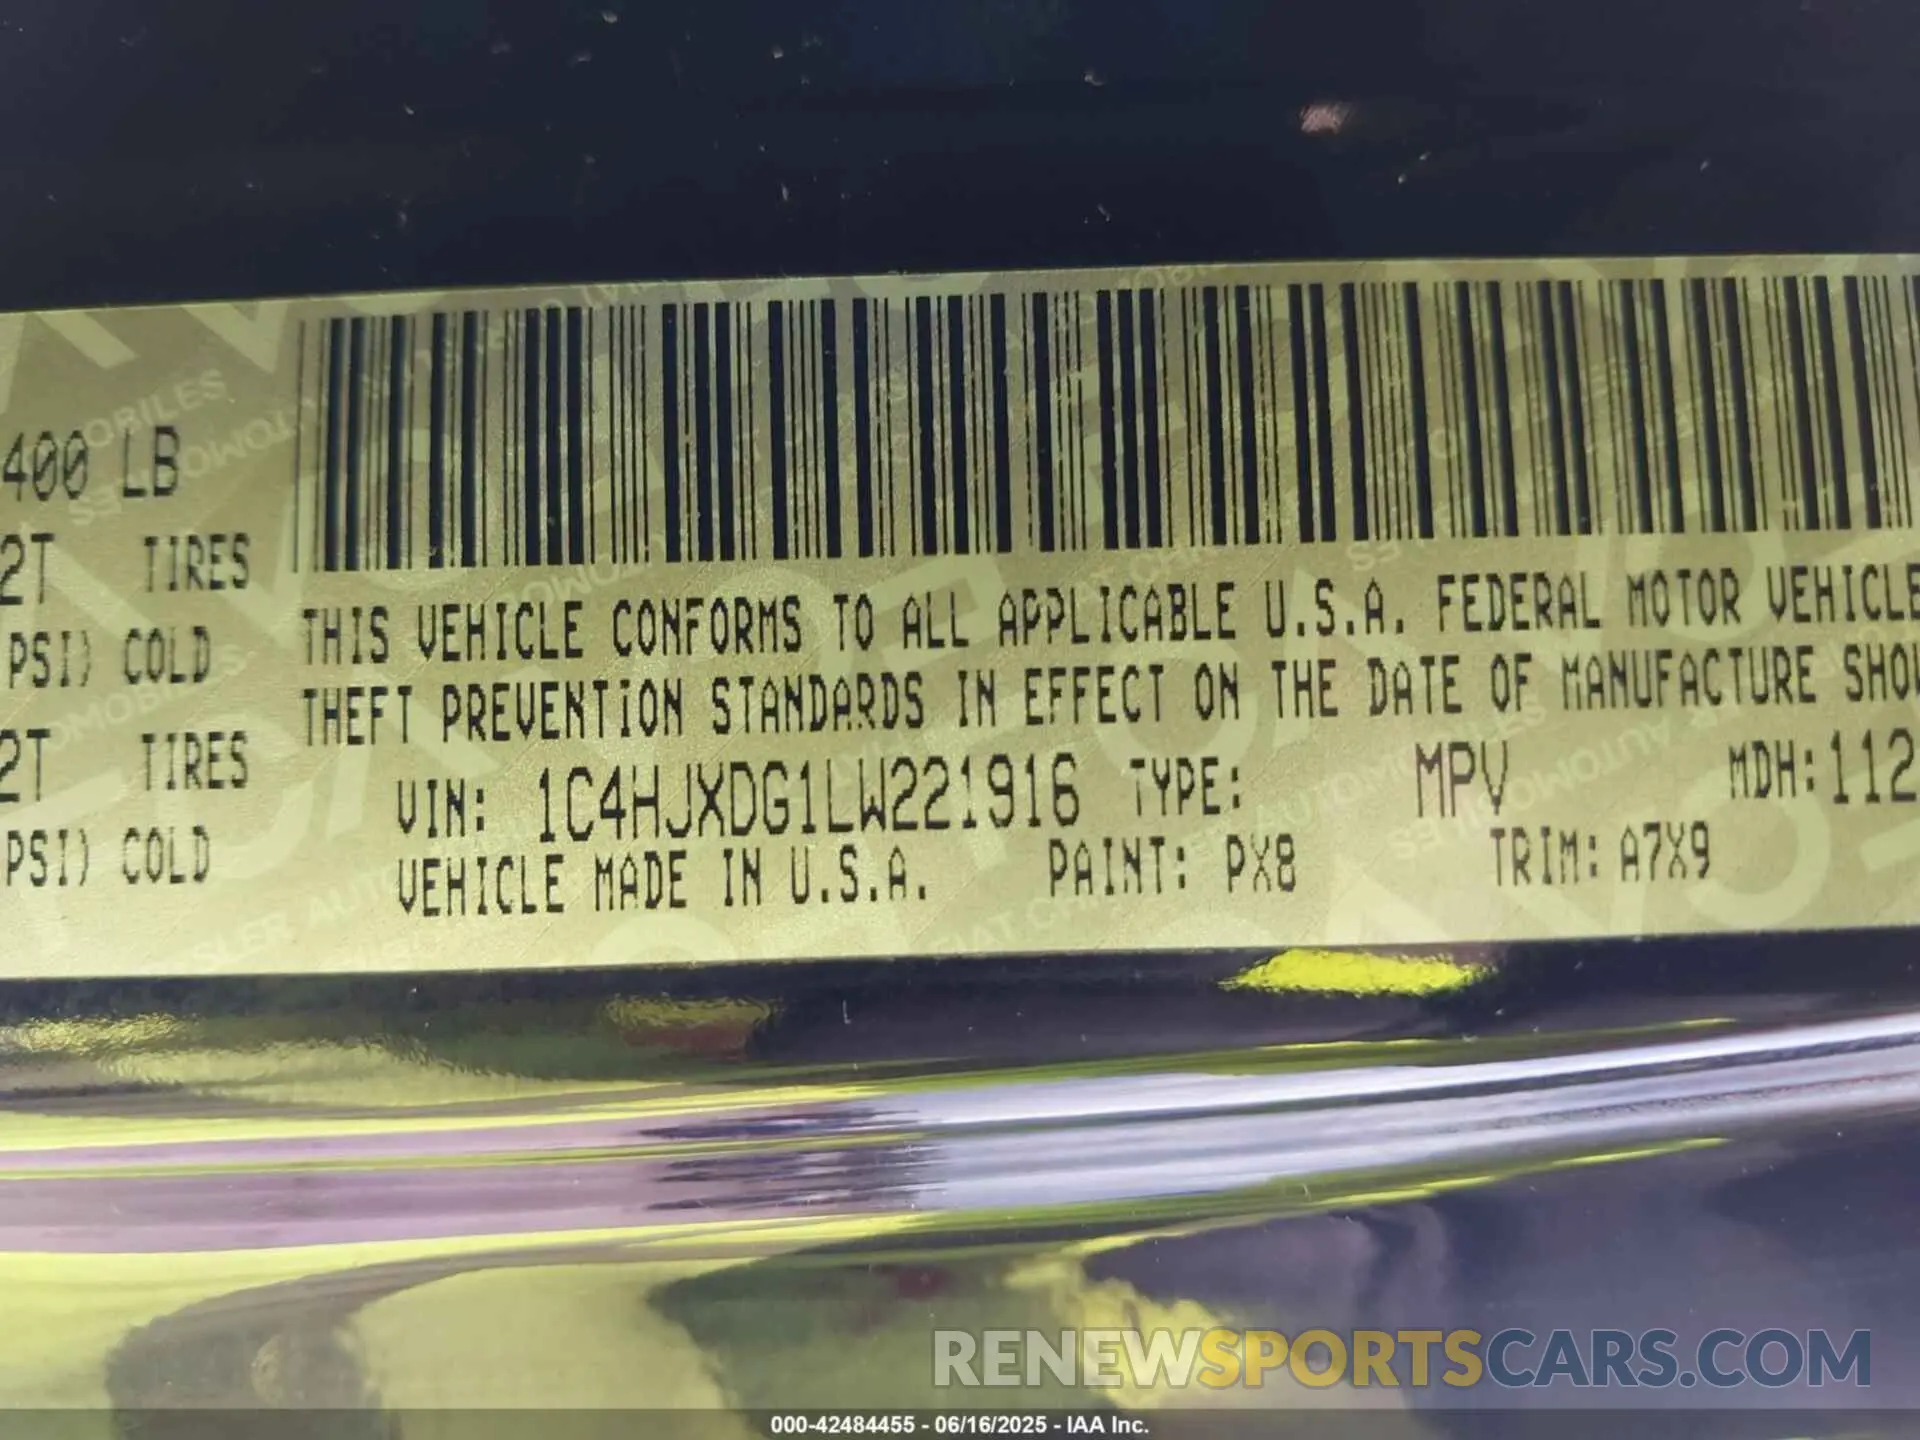 400 LB
2T TIRES
PSI) COLD
2T TIRES
PSI) COLD
THIS VEHICLE CONFORMS TO ALL APPLICABLE U.S.A. FEDERAL MOTOR VEHICLE
THEFT PREVENTION STANDARDS IN EFFECT ON THE DATE OF MANUFACTURE SHOW
VIN: 1C4HJXDG1LW221916 TYPE: MPV MDH:112
VEHICLE MADE IN U.S.A. PAINT: PX8 TRIM: A7X9
RENEWSPORTSCARS.COM
000-42484455 - 06/16/2025 - IAA Inc.